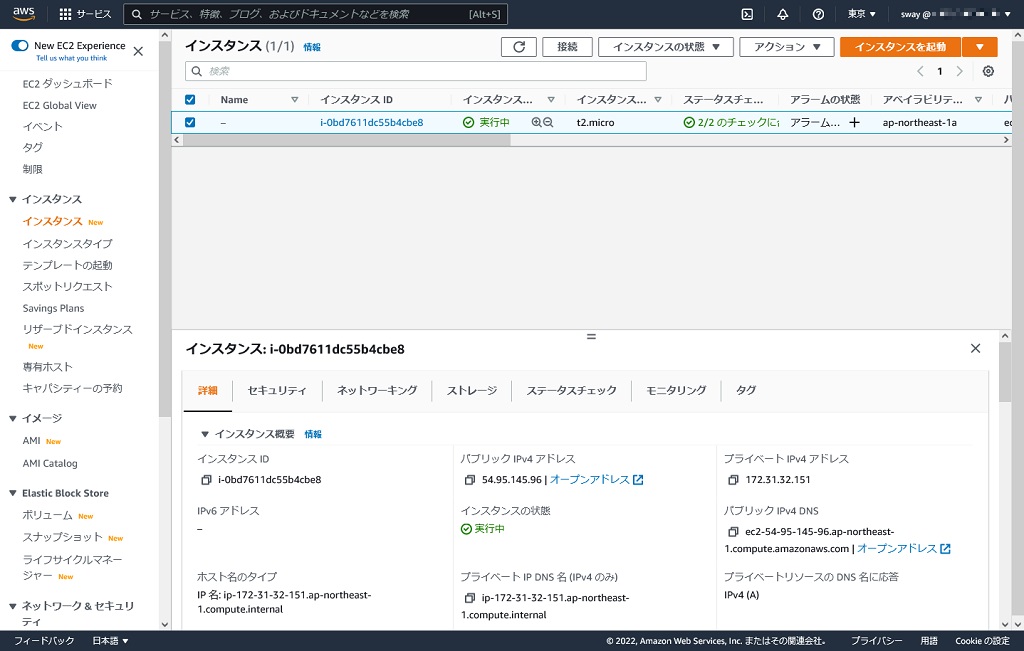 aws
サービス
サービス、特徴、ブログ、およびドキュメントなどを検索
[Alt+S]
東京 ▼
sway @
New EC2 Experience
Tell us what you think
EC2 ダッシュボード
EC2 Global View
イベント
タグ
制限
▼ インスタンス
インスタンス New
インスタンスタイプ
テンプレートの起動
スポットリクエスト
Savings Plans
リザーブドインスタンス
New
専有ホスト
キャパシティーの予約
▼ イメージ
AMI New
AMI Catalog
▼ Elastic Block Store
ボリューム New
スナップショット New
ライフサイクルマネー
ジャー New
▼ ネットワーク & セキュリ
ティ
インスタンス (1/1) 情報
接続
インスタンスの状態 ▼
アクション ▼
インスタンスを起動
検索
1
Name
インスタンス ID
インスタンス...
インスタンス...
ステータスチェ...
アラームの状態
アベイラビリテ...
–
i-0bd7611dc55b4cbe8
実行中
t2.micro
2/2 のチェックに
アラーム... +
ap-northeast-1a
インスタンス: i-0bd7611dc55b4cbe8
詳細
セキュリティ
ネットワーキング
ストレージ
ステータスチェック
モニタリング
タグ
▼ インスタンス概要 情報
インスタンス ID
i-0bd7611dc55b4cbe8
パブリック IPv4 アドレス
54.95.145.96 | オープンアドレス
プライベート IPv4 アドレス
172.31.32.151
IPv6 アドレス
–
インスタンスの状態
実行中
パブリック IPv4 DNS
ec2-54-95-145-96.ap-northeast-
1.compute.amazonaws.com | オープンアドレス
ホスト名のタイプ
IP 名: ip-172-31-32-151.ap-northeast-
1.compute.internal
プライベート IP DNS 名 (IPv4 のみ)
ip-172-31-32-151.ap-northeast-
1.compute.internal
プライベートリソースの DNS 名に応答
IPv4 (A)
フィードバック
日本語 ▼
© 2022, Amazon Web Services, Inc. またはその関連会社。
プライバシー
用語
Cookie の設定